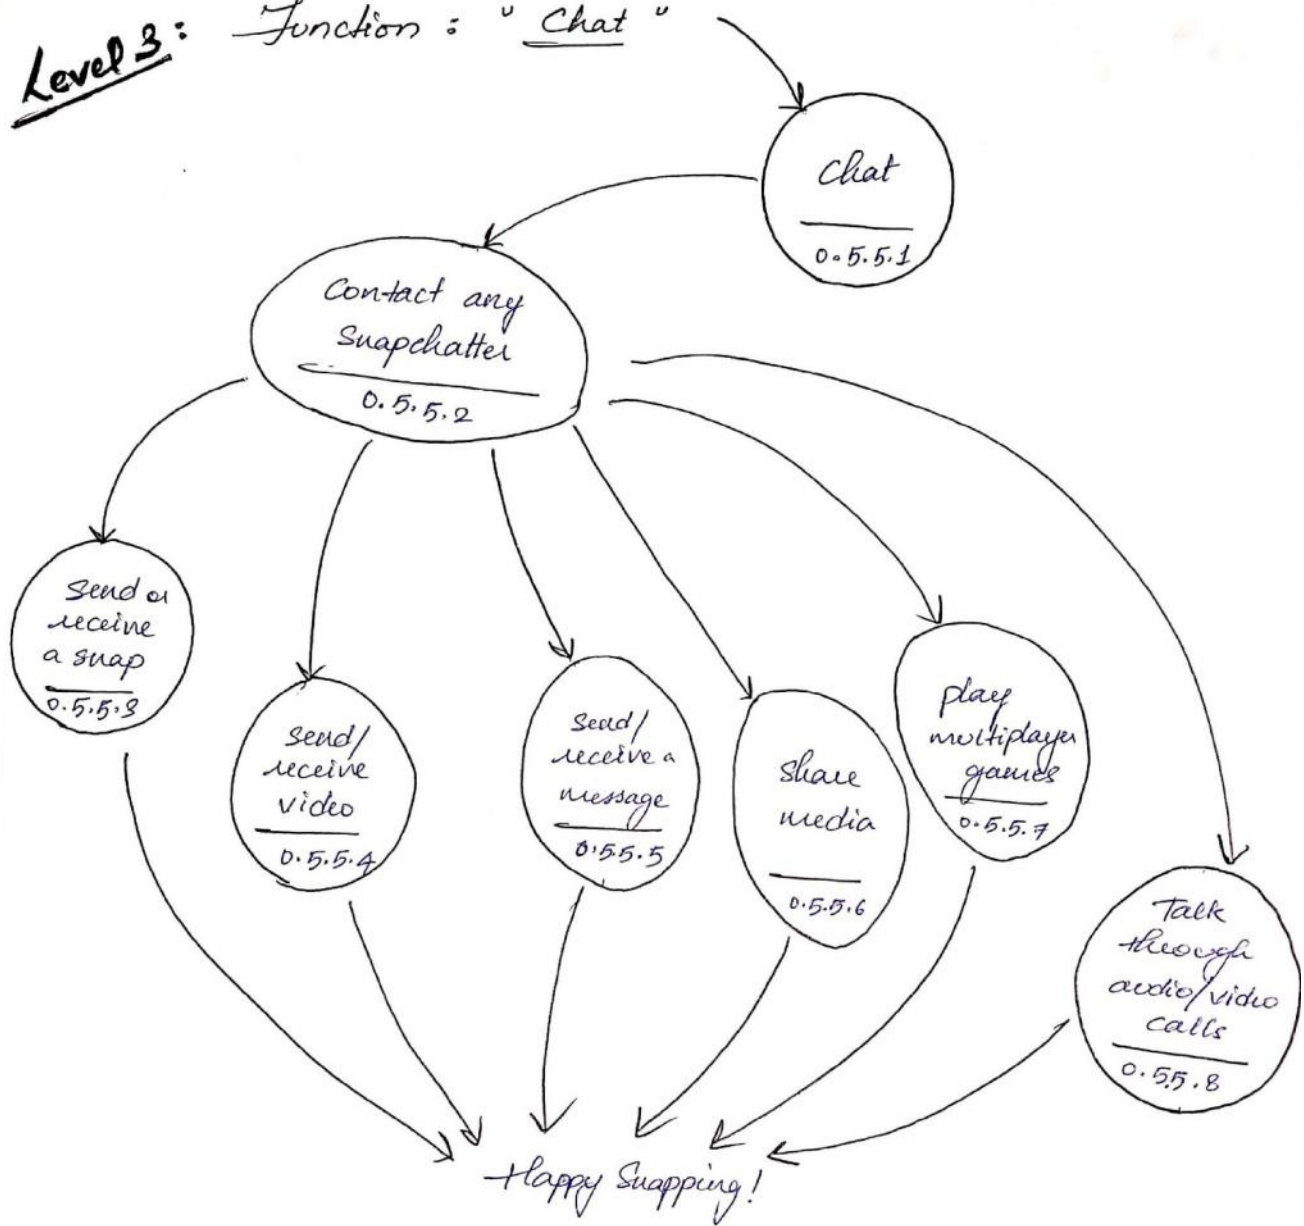 Level 3: Function : " Chat "
Chat
0.5.5.1
Contact any
Snapchatter
0.5.5.2
Send or
receive
a snap
0.5.5.3
Send/
receive
video
0.5.5.4
Send/
receive a
message
0.5.5.5
Share
media
0.5.5.6
play
multiplayer
games
0.5.5.7
Talk
through
audio/video
calls
0.5.5.8
Happy Snapping!